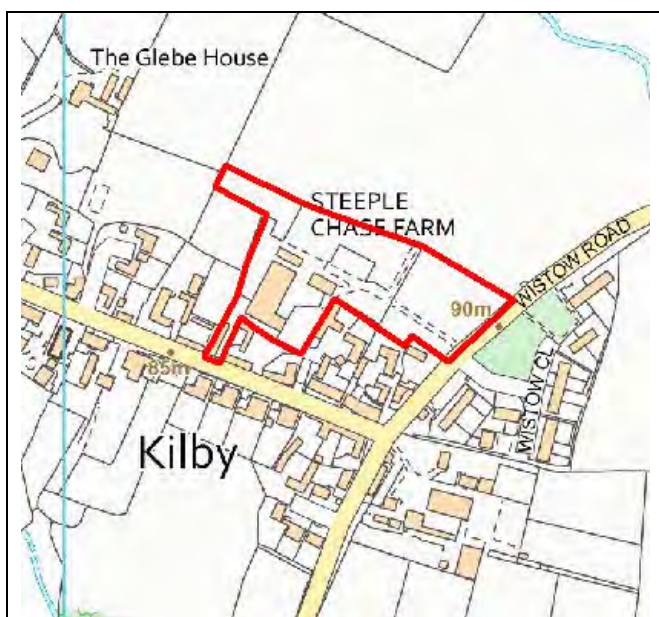 The Glebe House
STEEPLE
CHASE FARM
WISTOW ROAD
90m
85m
WISTOW CL
Kilby